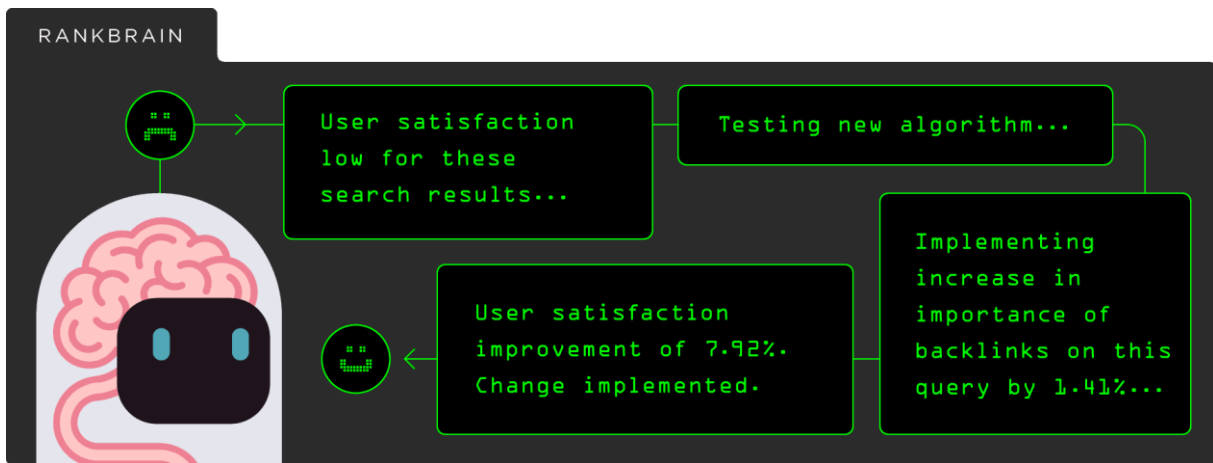 RANKBRAIN
User satisfaction
low for these
search results...
Testing new algorithm...
Implementing
increase in
importance of
backlinks on this
query by 1.41%...
User satisfaction
improvement of 7.92%.
Change implemented.